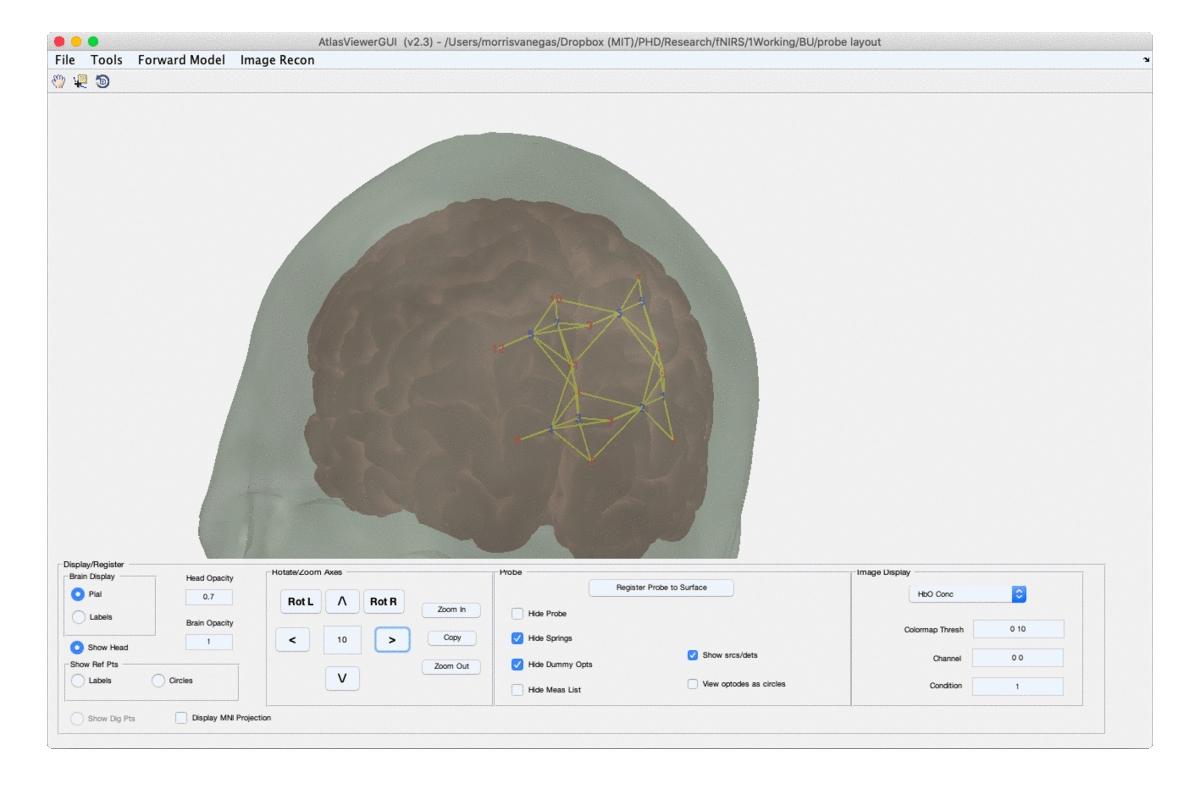 AtlasViewerGUI (v2.3) - /Users/morrisvanegas/Dropbox (MIT)/PHD/Research/fNIRS/1Working/BU/probe layout
File Tools Forward Model Image Recon
Display/Register
Brain Display
Pial
Labels
Head Opacity
0.7
Brain Opacity
1
Show Head
Show Ref Pts
Labels Circles
Show Dig Pts Display MNI Projection
Rotate/Zoom Axes
Rot L Λ Rot R
< 10 >
V
Zoom In
Copy
Zoom Out
Probe
Register Probe to Surface
Hide Probe
Hide Springs
Hide Dummy Opts
Hide Meas List
Show srcs/dets
View optodes as circles
Image Display
HbO Conc
Colormap Thresh 0 10
Channel 0 0
Condition 1